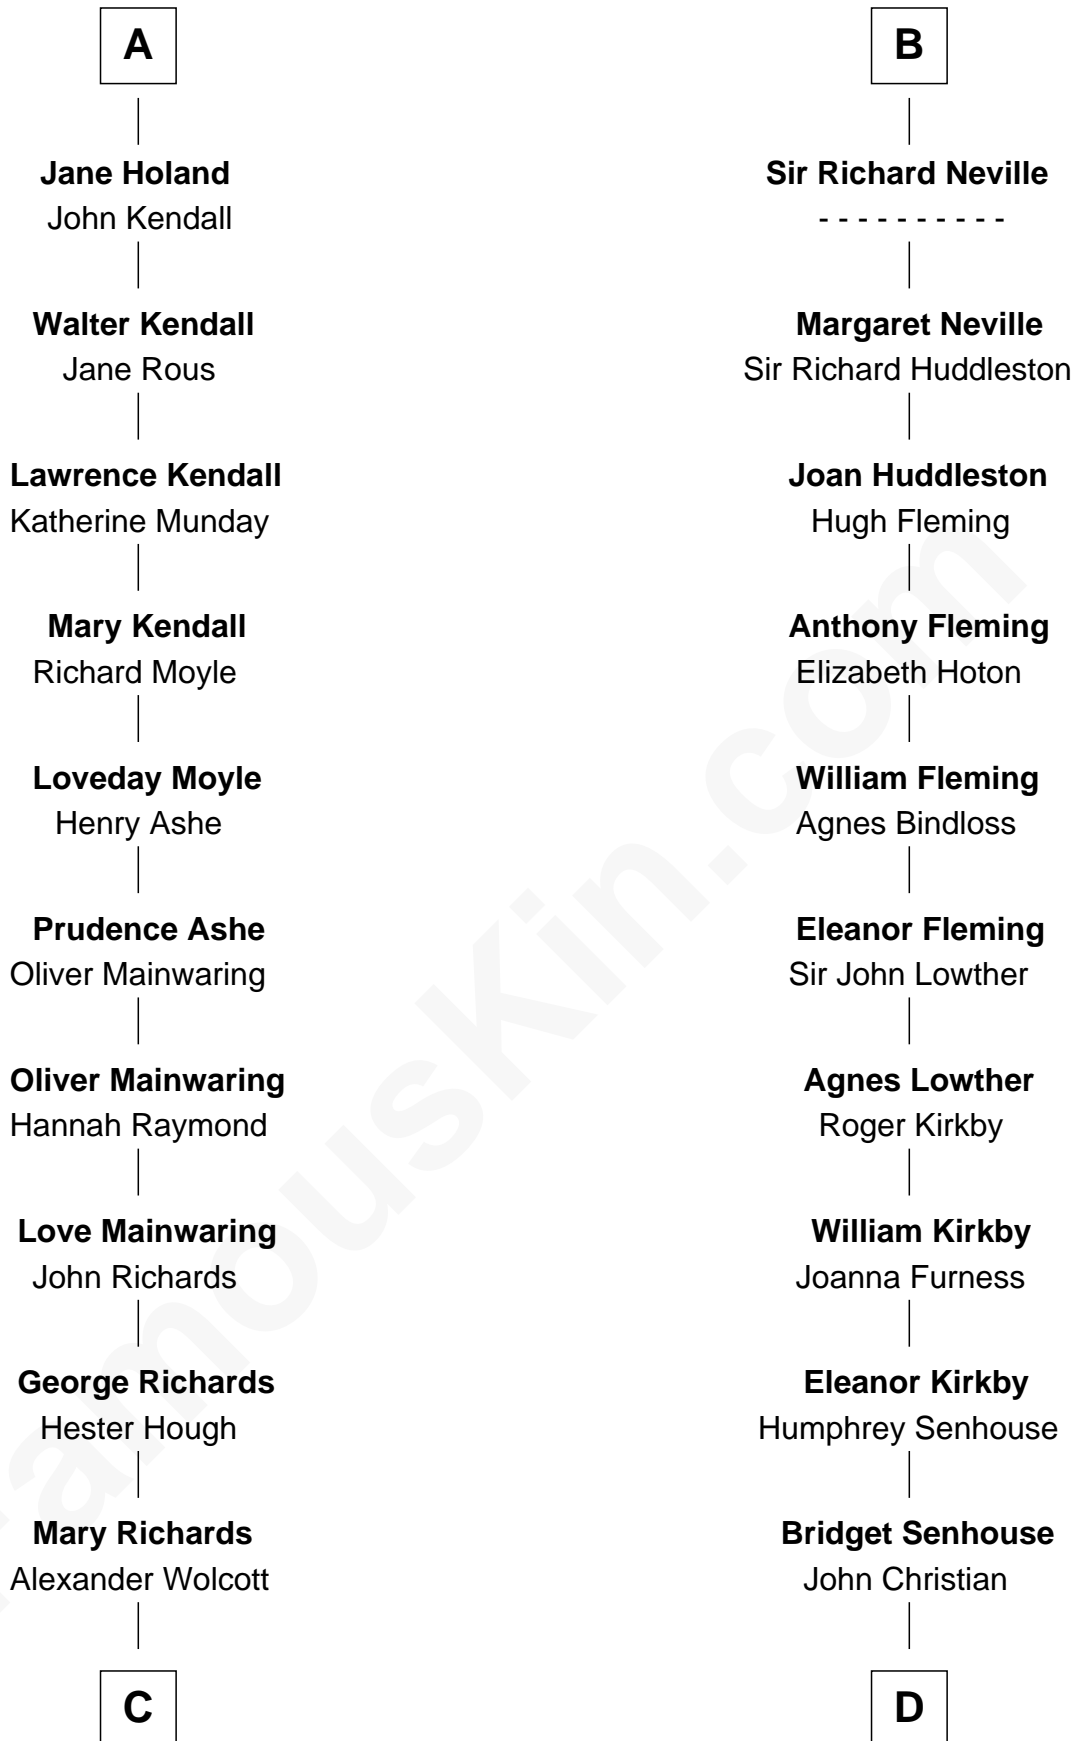 A
Jane Holand
John Kendall
Walter Kendall
Jane Rous
Lawrence Kendall
Katherine Munday
Mary Kendall
Richard Moyle
Loveday Moyle
Henry Ashe
Prudence Ashe
Oliver Mainwaring
Oliver Mainwaring
Hannah Raymond
Love Mainwaring
John Richards
George Richards
Hester Hough
Mary Richards
Alexander Wolcott
C
B
Sir Richard Neville
- - - - - - - - - -
Margaret Neville
Sir Richard Huddleston
Joan Huddleston
Hugh Fleming
Anthony Fleming
Elizabeth Hoton
William Fleming
Agnes Bindloss
Eleanor Fleming
Sir John Lowther
Agnes Lowther
Roger Kirkby
William Kirkby
Joanna Furness
Eleanor Kirkby
Humphrey Senhouse
Bridget Senhouse
John Christian
D
FamousKin.com